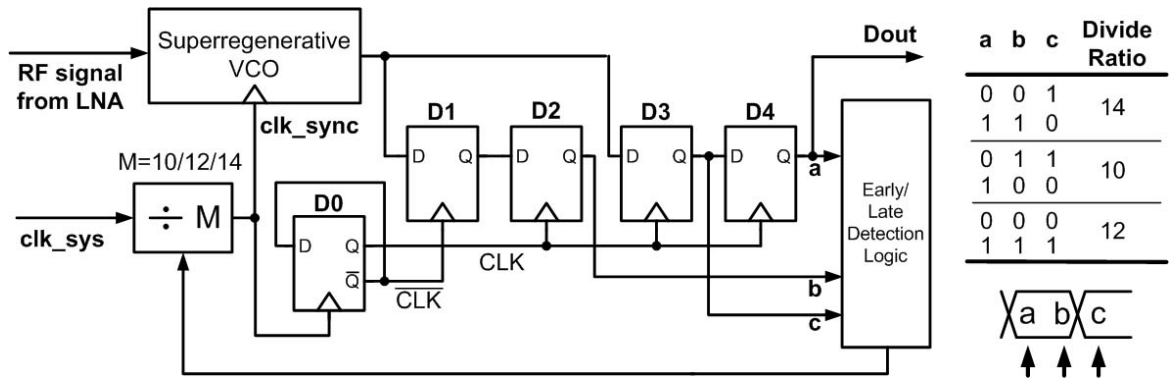 Superregenerative
VCO
RF signal
from LNA
clk_sync
M=10/12/14
÷ M
clk_sys
D0
D Q
Q̅
CLK
C̅L̅K̅
D1
D Q
D2
D Q
D3
D Q
D4
D Q
Dout
a
b
c
Early/
Late
Detection
Logic
a b c Divide
Ratio
0 0 1
14
1 1 0
0 1 1
10
1 0 0
0 0 0
12
1 1 1
a b c